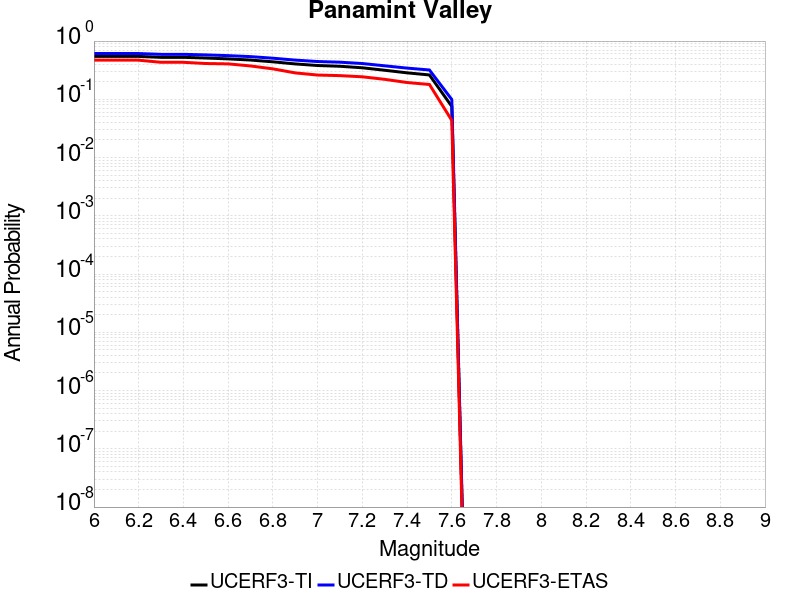 Panamint Valley
10^0
10^-1
10^-2
10^-3
10^-4
10^-5
10^-6
10^-7
10^-8
Annual Probability
6 6.2 6.4 6.6 6.8 7 7.2 7.4 7.6 7.8 8 8.2 8.4 8.6 8.8 9
Magnitude
UCERF3-TI UCERF3-TD UCERF3-ETAS